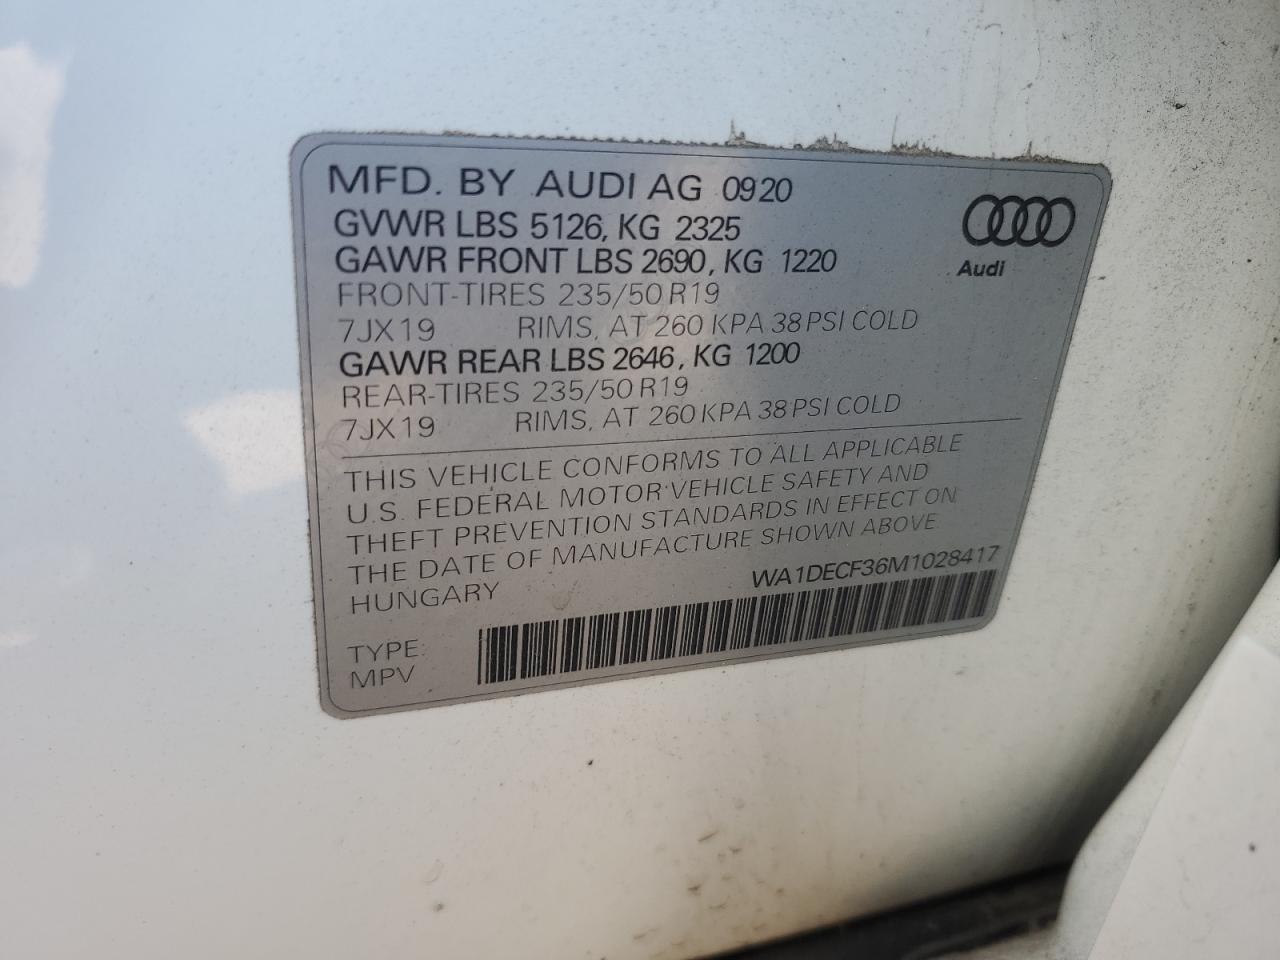 MFD. BY AUDI AG 0920
GVWR LBS 5126, KG 2325
GAWR FRONT LBS 2690, KG 1220
FRONT-TIRES 235/50 R19
7JX19 RIMS, AT 260 KPA 38 PSI COLD
GAWR REAR LBS 2646, KG 1200
REAR-TIRES 235/50 R19
7JX19 RIMS, AT 260 KPA 38 PSI COLD
Audi
THIS VEHICLE CONFORMS TO ALL APPLICABLE
U.S. FEDERAL MOTOR VEHICLE SAFETY AND
THEFT PREVENTION STANDARDS IN EFFECT ON
THE DATE OF MANUFACTURE SHOWN ABOVE
HUNGARY
WA1DECF36M1028417
TYPE:
MPV